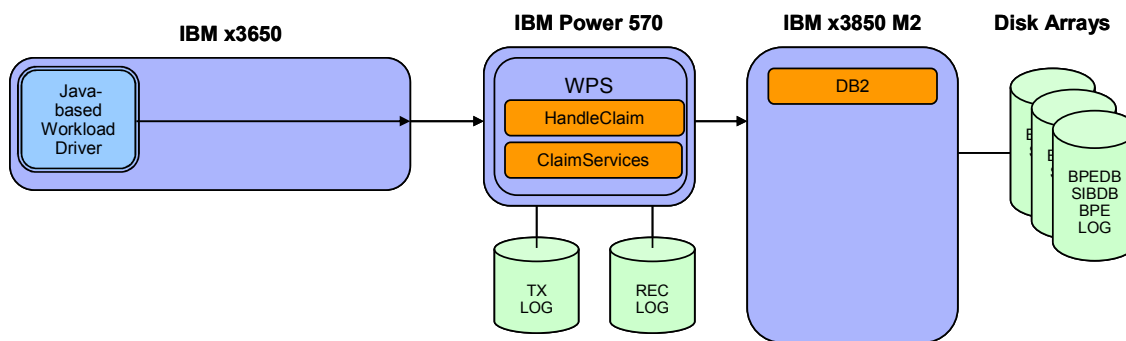 IBM x3650
IBM Power 570
IBM x3850 M2
Disk Arrays
Java-
based
Workload
Driver
WPS
HandleClaim
ClaimServices
DB2
TX
LOG
REC
LOG
BPEDB
SIBDB
BPE
LOG